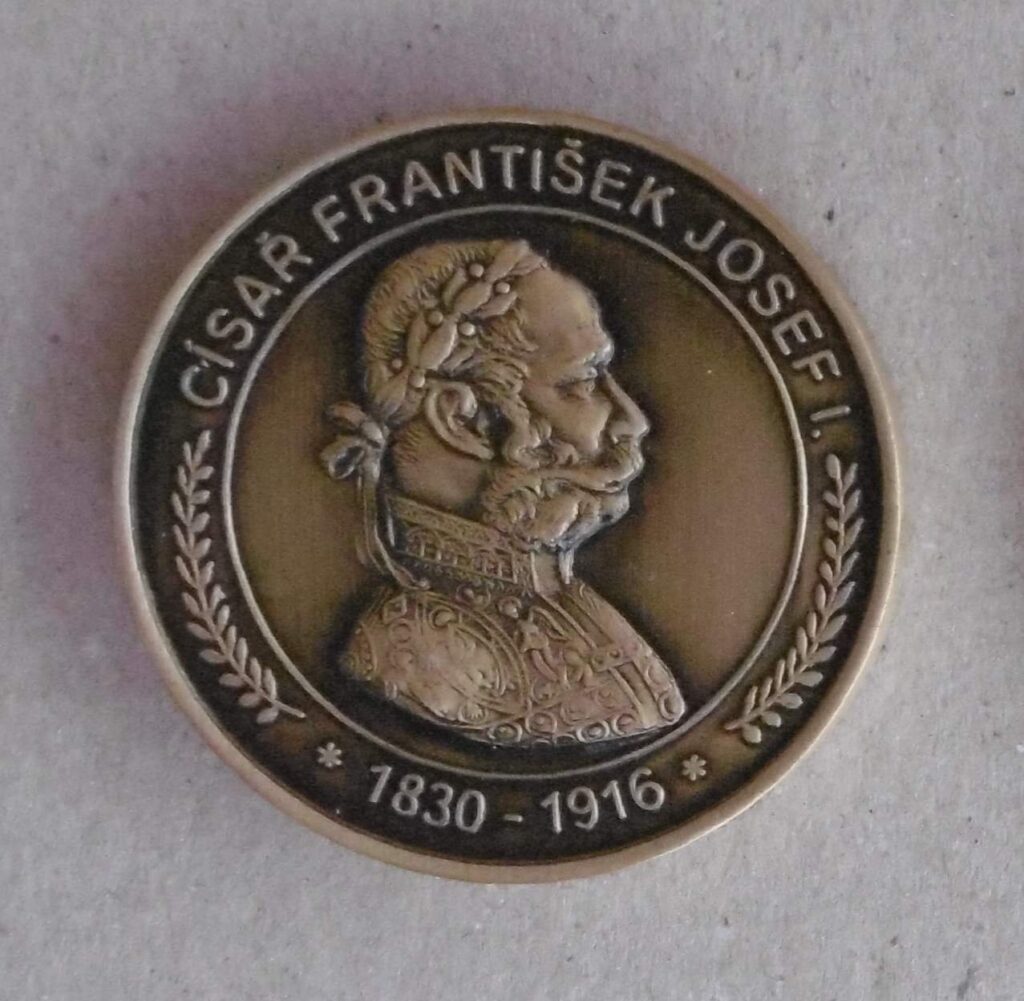 CÍSAŘ FRANTIŠEK JOSEF I.
* 1830 - 1916 *